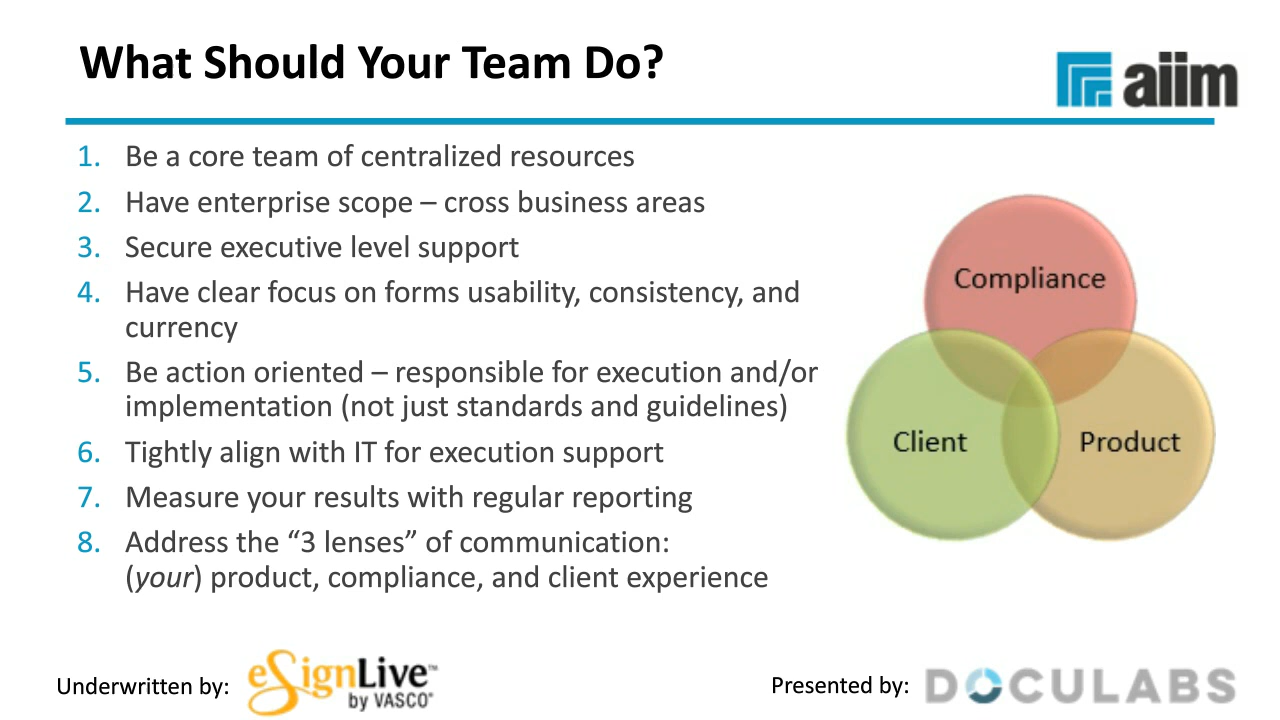 What Should Your Team Do?
aiim
1. Be a core team of centralized resources
2. Have enterprise scope – cross business areas
3. Secure executive level support
4. Have clear focus on forms usability, consistency, and
currency
5. Be action oriented – responsible for execution and/or
implementation (not just standards and guidelines)
6. Tightly align with IT for execution support
7. Measure your results with regular reporting
8. Address the “3 lenses” of communication:
(your) product, compliance, and client experience
Compliance
Client
Product
Underwritten by:
eSignLive™
by VASCO®
Presented by:
DOCULABS